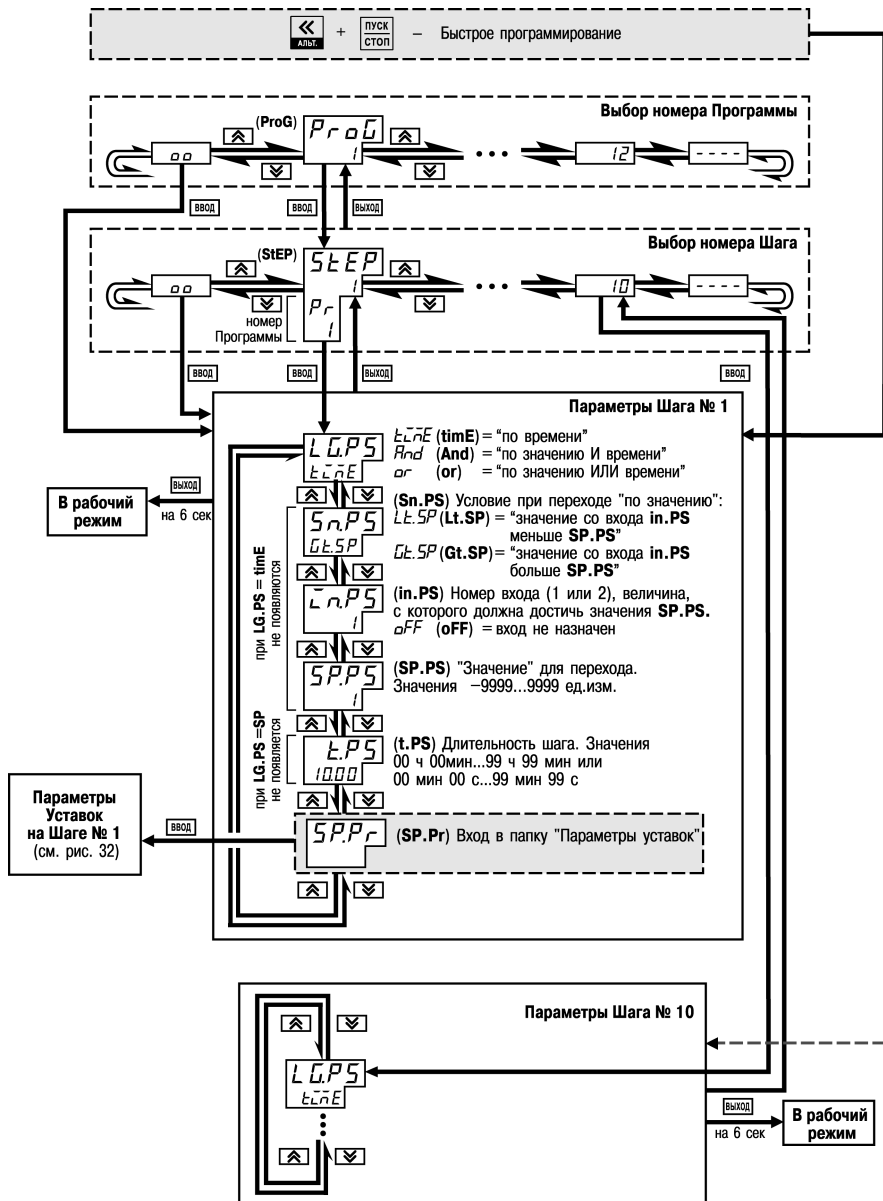 АЛЬТ. + ПУСК СТОП – Быстрое программирование
Выбор номера Программы
(ProG) ProG
оо 1 • • • 12 - - - -
ВВОД ВВОД ВЫХОД
Выбор номера Шага
(StEP) StEP
оо 1 • • • 10 - - - -
номер Программы Pr 1
ВВОД ВВОД ВЫХОД ВВОД
Параметры Шага № 1
LG.PS
timE
timE (timE) = “по времени”
And (And) = “по значению И времени”
or (or) = “по значению ИЛИ времени”
ВЫХОД
В рабочий режим
на 6 сек
при LG.PS = timE
не появляются
Sn.PS
Gt.SP
(Sn.PS) Условие при переходе "по значению":
Lt.SP (Lt.SP) = “значение со входа in.PS
меньше SP.PS”
Gt.SP (Gt.SP)= “значение со входа in.PS
больше SP.PS”
in.PS
1
(in.PS) Номер входа (1 или 2), величина,
с которого должна достичь значения SP.PS.
oFF (oFF) = вход не назначен
SP.PS
1
(SP.PS) "Значение" для перехода.
Значения –9999...9999 ед.изм.
при LG.PS =SP
не появляется
t.PS
10.00
(t.PS) Длительность шага. Значения
00 ч 00мин...99 ч 99 мин или
00 мин 00 с...99 мин 99 с
Параметры
Уставок
на Шаге № 1
(см. рис. 32)
ВВОД
SP.Pr
(SP.Pr) Вход в папку "Параметры уставок"
Параметры Шага № 10
LG.PS
timE
ВЫХОД
на 6 сек
В рабочий
режим